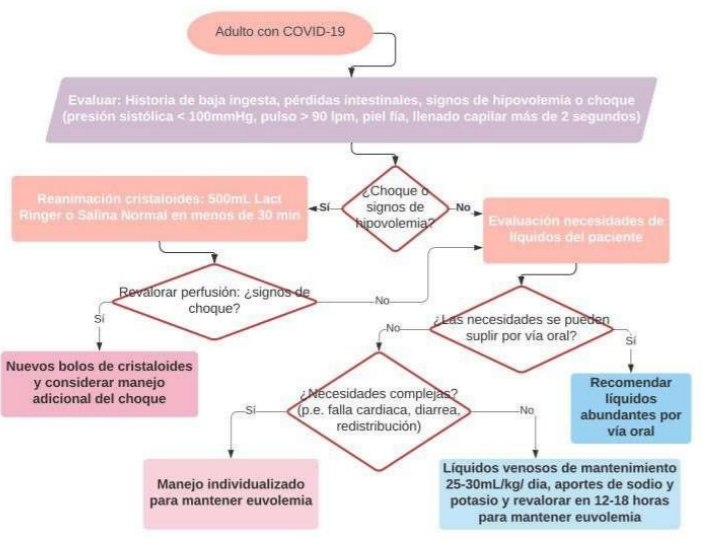 Adulto con COVID-19
Evaluar: Historia de baja ingesta, pérdidas intestinales, signos de hipovolemia o choque
(presión sistólica < 100mmHg, pulso > 90 lpm, piel fía, llenado capilar más de 2 segundos)
¿Choque o
signos de
hipovolemia?
Sí
No
Reanimación cristaloides: 500mL Lact
Ringer o Salina Normal en menos de 30 min
Evaluación necesidades de
líquidos del paciente
Revalorar perfusión: ¿signos de
choque?
No
Sí
¿Las necesidades se pueden
suplir por vía oral?
No
Sí
Nuevos bolos de cristaloides
y considerar manejo
adicional del choque
¿Necesidades complejas?
(p.e. falla cardiaca, diarrea,
redistribución)
Sí
No
Recomendar
líquidos
abundantes por
vía oral
Manejo individualizado
para mantener euvolemia
Líquidos venosos de mantenimiento
25-30mL/kg/ dia, aportes de sodio y
potasio y revalorar en 12-18 horas
para mantener euvolemia